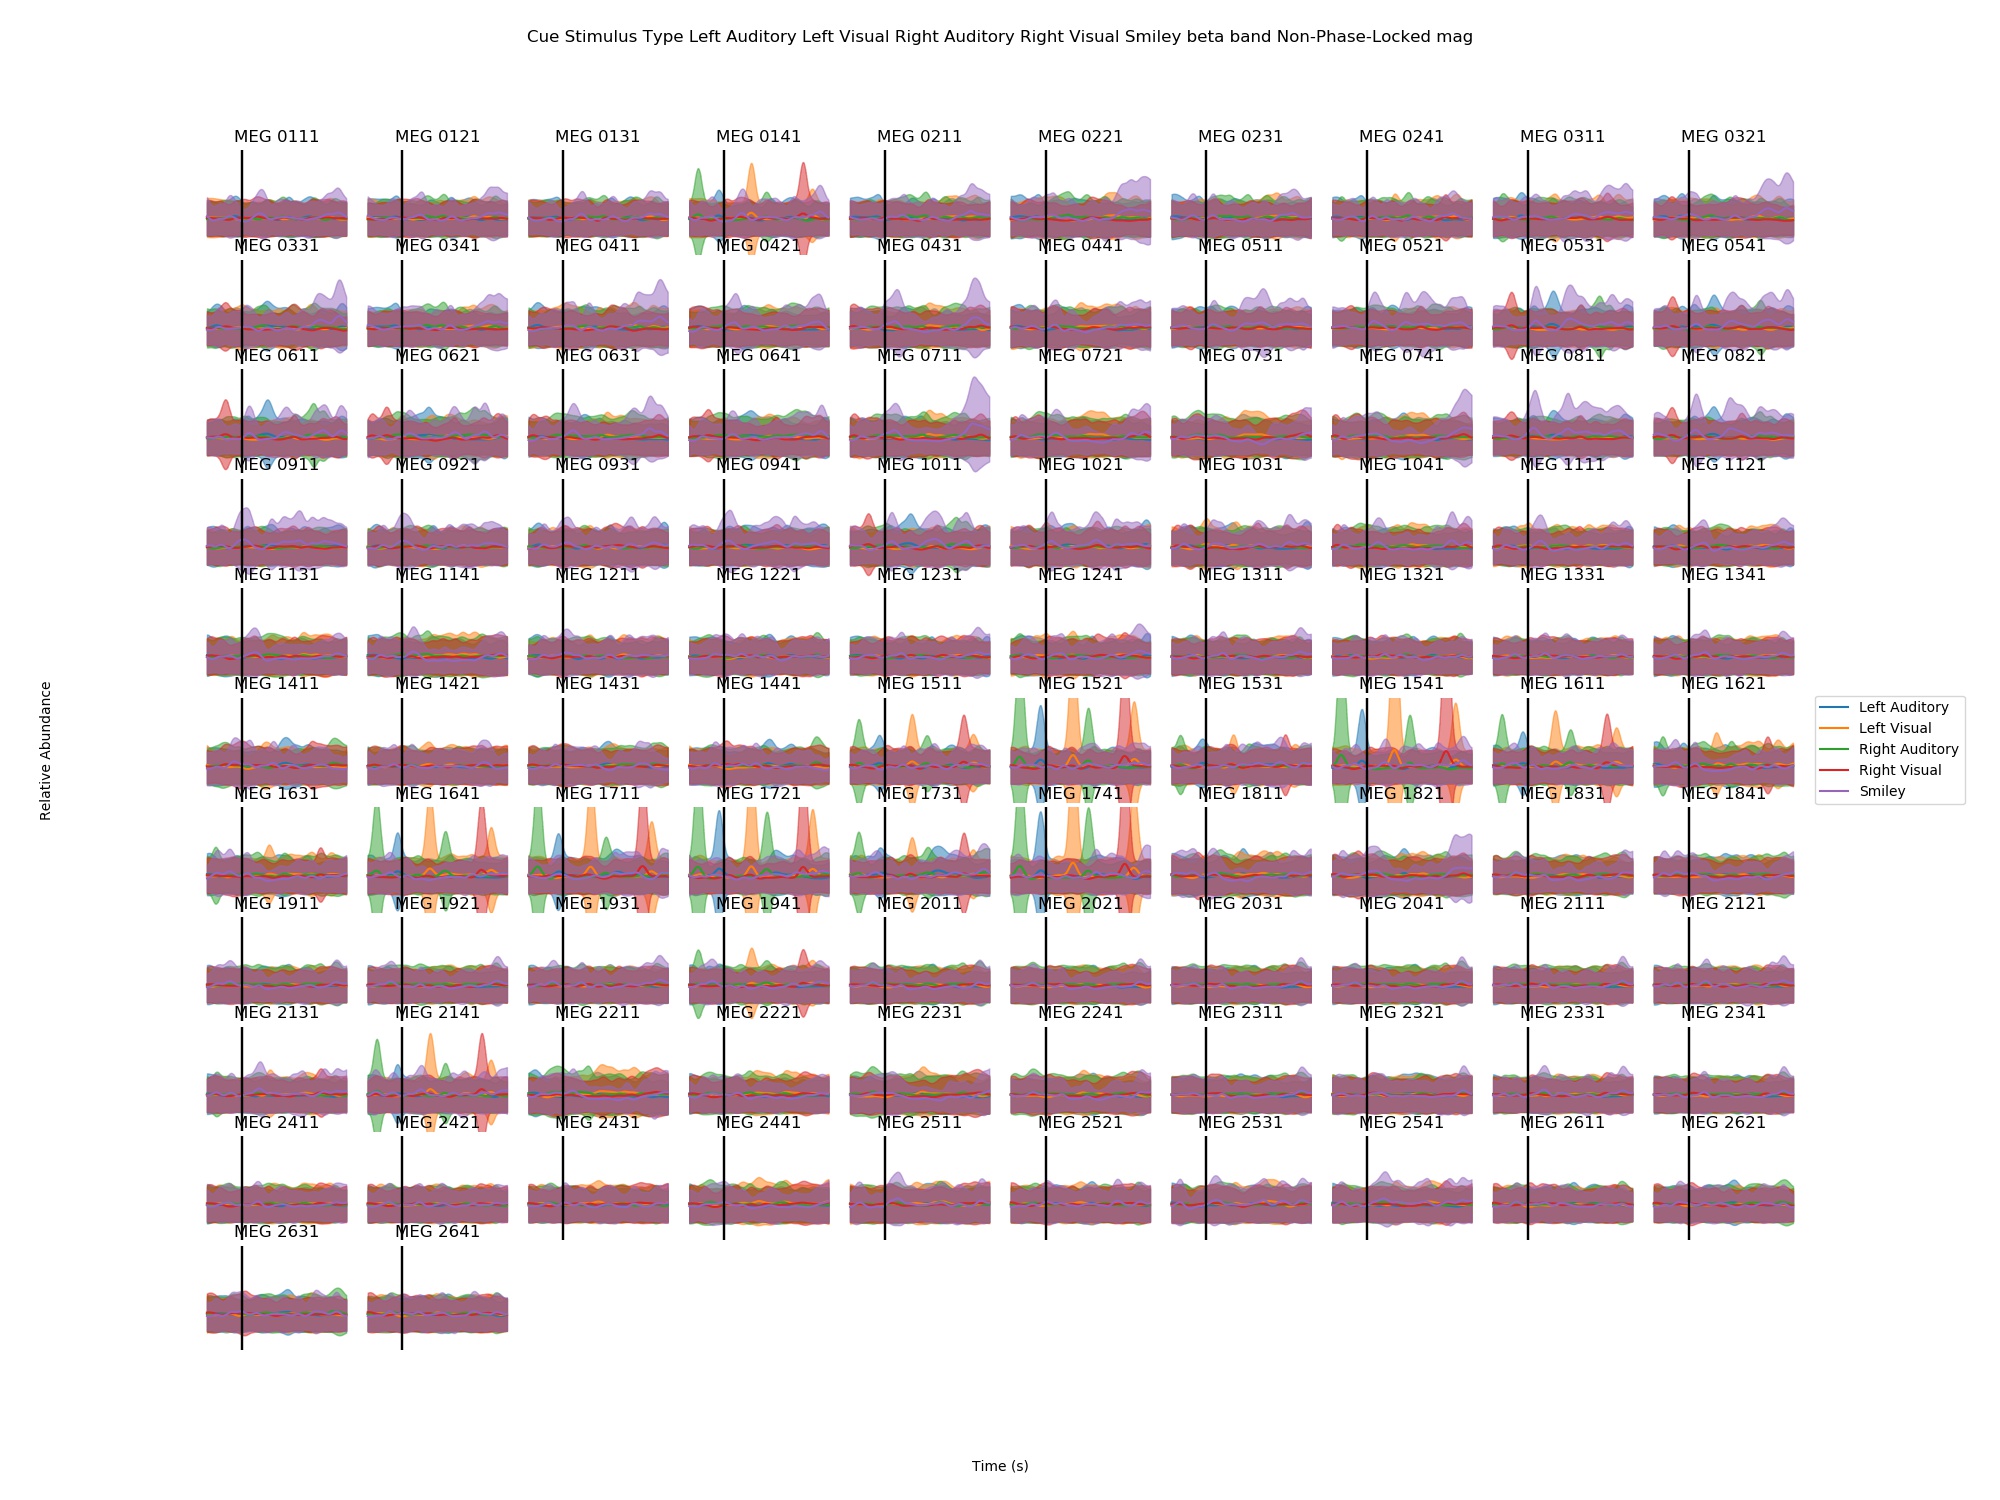 Cue Stimulus Type Left Auditory Left Visual Right Auditory Right Visual Smiley beta band Non-Phase-Locked mag
MEG 0111 MEG 0121 MEG 0131 MEG 0141 MEG 0211 MEG 0221 MEG 0231 MEG 0241 MEG 0311 MEG 0321
MEG 0331 MEG 0341 MEG 0411 MEG 0421 MEG 0431 MEG 0441 MEG 0511 MEG 0521 MEG 0531 MEG 0541
MEG 0611 MEG 0621 MEG 0631 MEG 0641 MEG 0711 MEG 0721 MEG 0731 MEG 0741 MEG 0811 MEG 0821
MEG 0911 MEG 0921 MEG 0931 MEG 0941 MEG 1011 MEG 1021 MEG 1031 MEG 1041 MEG 1111 MEG 1121
MEG 1131 MEG 1141 MEG 1211 MEG 1221 MEG 1231 MEG 1241 MEG 1311 MEG 1321 MEG 1331 MEG 1341
MEG 1411 MEG 1421 MEG 1431 MEG 1441 MEG 1511 MEG 1521 MEG 1531 MEG 1541 MEG 1611 MEG 1621
MEG 1631 MEG 1641 MEG 1711 MEG 1721 MEG 1731 MEG 1741 MEG 1811 MEG 1821 MEG 1831 MEG 1841
MEG 1911 MEG 1921 MEG 1931 MEG 1941 MEG 2011 MEG 2021 MEG 2031 MEG 2041 MEG 2111 MEG 2121
MEG 2131 MEG 2141 MEG 2211 MEG 2221 MEG 2231 MEG 2241 MEG 2311 MEG 2321 MEG 2331 MEG 2341
MEG 2411 MEG 2421 MEG 2431 MEG 2441 MEG 2511 MEG 2521 MEG 2531 MEG 2541 MEG 2611 MEG 2621
MEG 2631 MEG 2641
Relative Abundance
Time (s)
Left Auditory
Left Visual
Right Auditory
Right Visual
Smiley